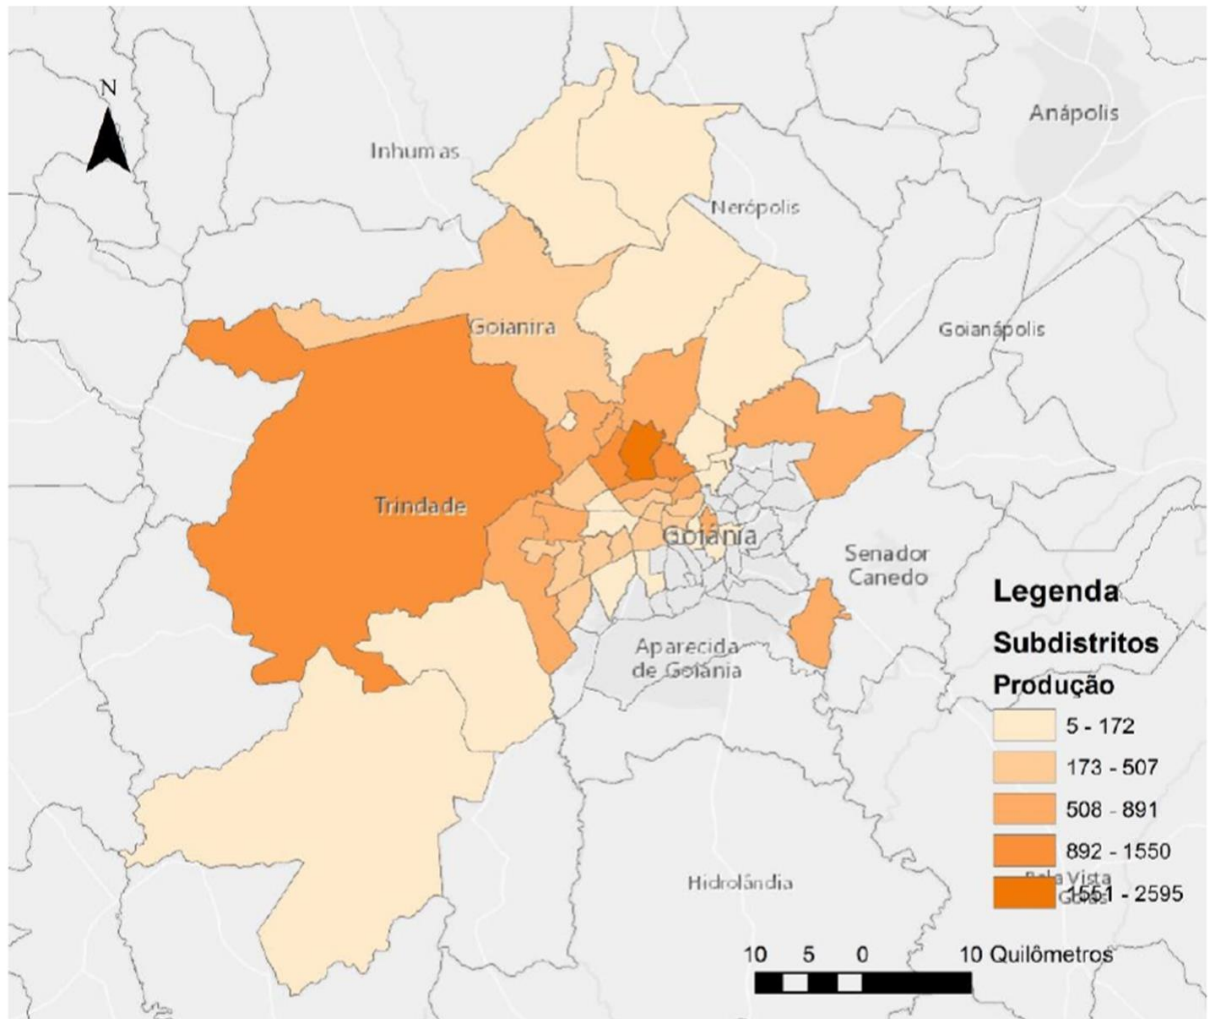 N
Anápolis
Inhumas
Nerópolis
Goianira
Goianápolis
Trindade
Goiânia
Senador
Canedo
Aparecida
de Goiânia
Hidrolândia
Legenda
Subdistritos
Produção
5 - 172
173 - 507
508 - 891
892 - 1550
Vista
1551 - 2595
10 5 0 10 Quilômetros